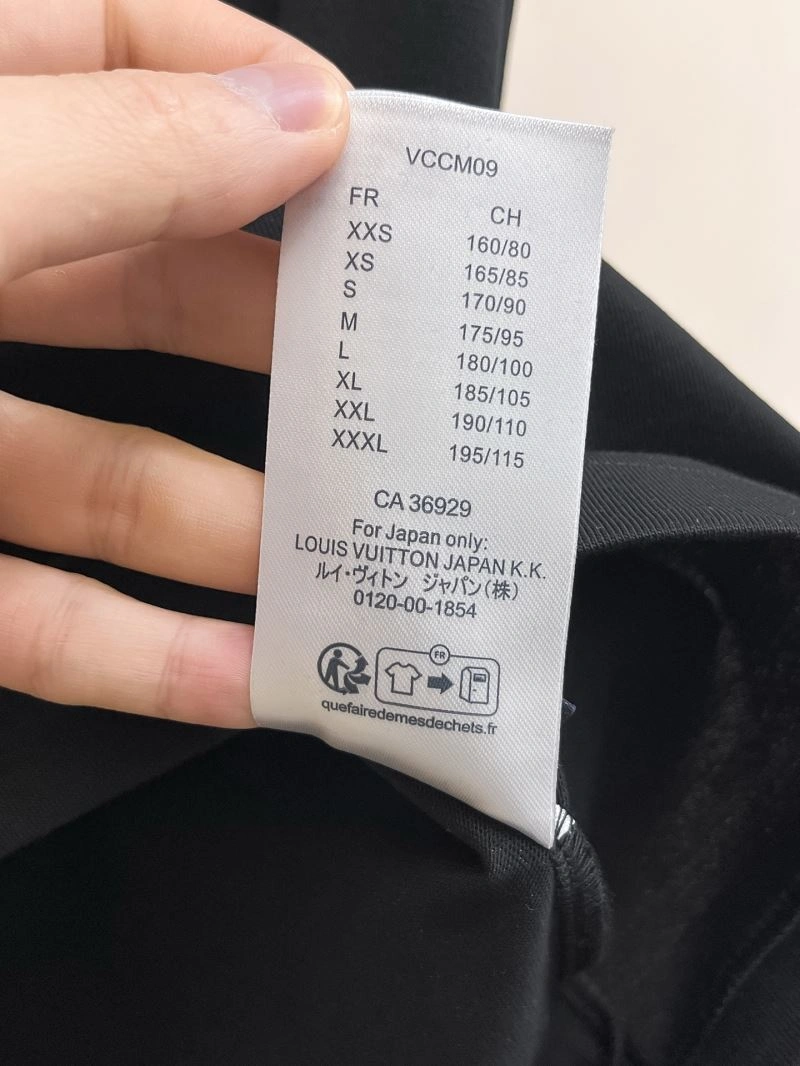 VCCM09
FR CH
XXS 160/80
XS 165/85
S 170/90
M 175/95
L 180/100
XL 185/105
XXL 190/110
XXXL 195/115
CA 36929
For Japan only:
LOUIS VUITTON JAPAN K.K.
ルイ・ヴィトン ジャパン(株)
0120-00-1854
FR
quefairedemesdechets.fr